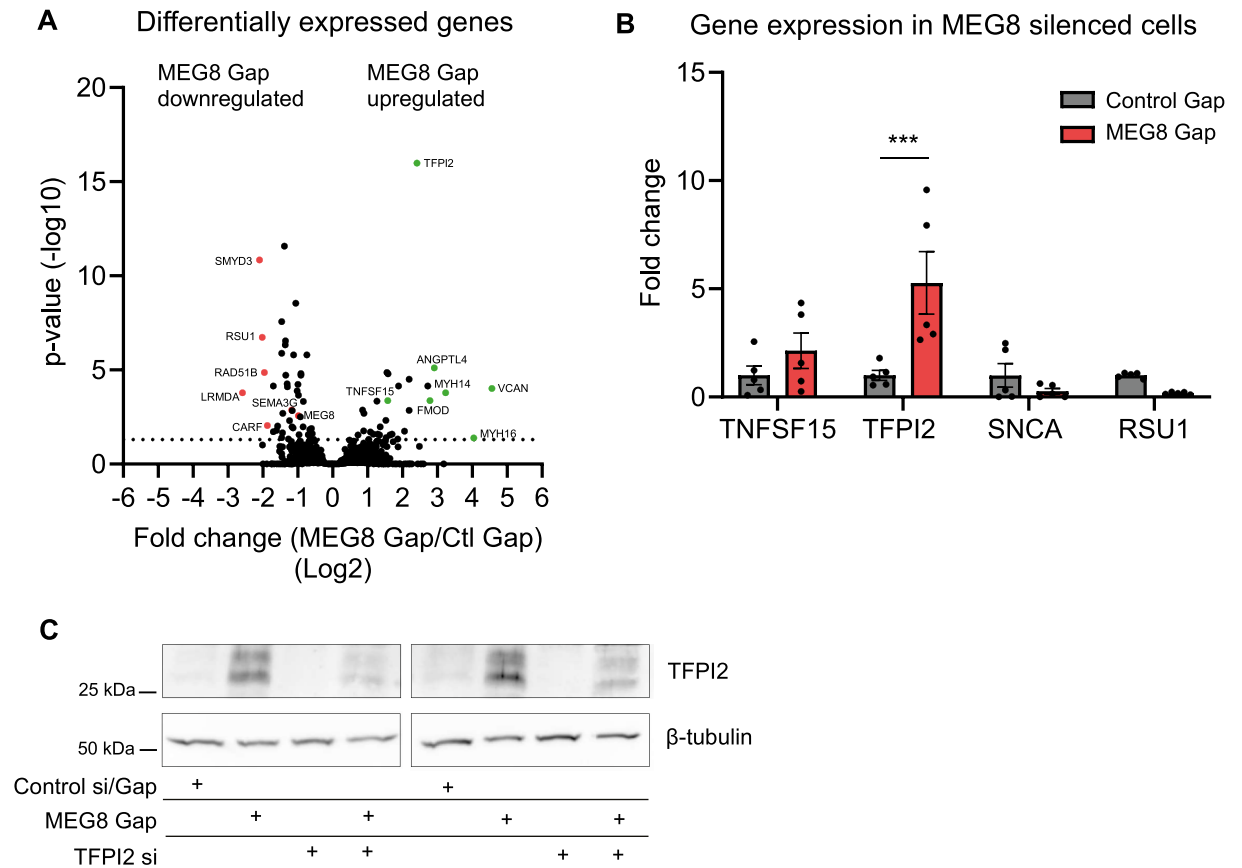 A
Differentially expressed genes
MEG8 Gap
downregulated
MEG8 Gap
upregulated
p-value (-log10)
20
15
10
5
0
TFPI2
SMYD3
RSU1
RAD51B
LRMDA
SEMA3G
MEG8
CARF
ANGPTL4
TNFSF15
MYH14
VCAN
FMOD
MYH16
-6 -5 -4 -3 -2 -1 0 1 2 3 4 5 6
Fold change (MEG8 Gap/Ctl Gap)
(Log2)
B
Gene expression in MEG8 silenced cells
Fold change
15
10
5
0
Control Gap
MEG8 Gap
***
TNFSF15 TFPI2 SNCA RSU1
C
TFPI2
25 kDa
β-tubulin
50 kDa
Control si/Gap + +
MEG8 Gap + + + +
TFPI2 si + + + +